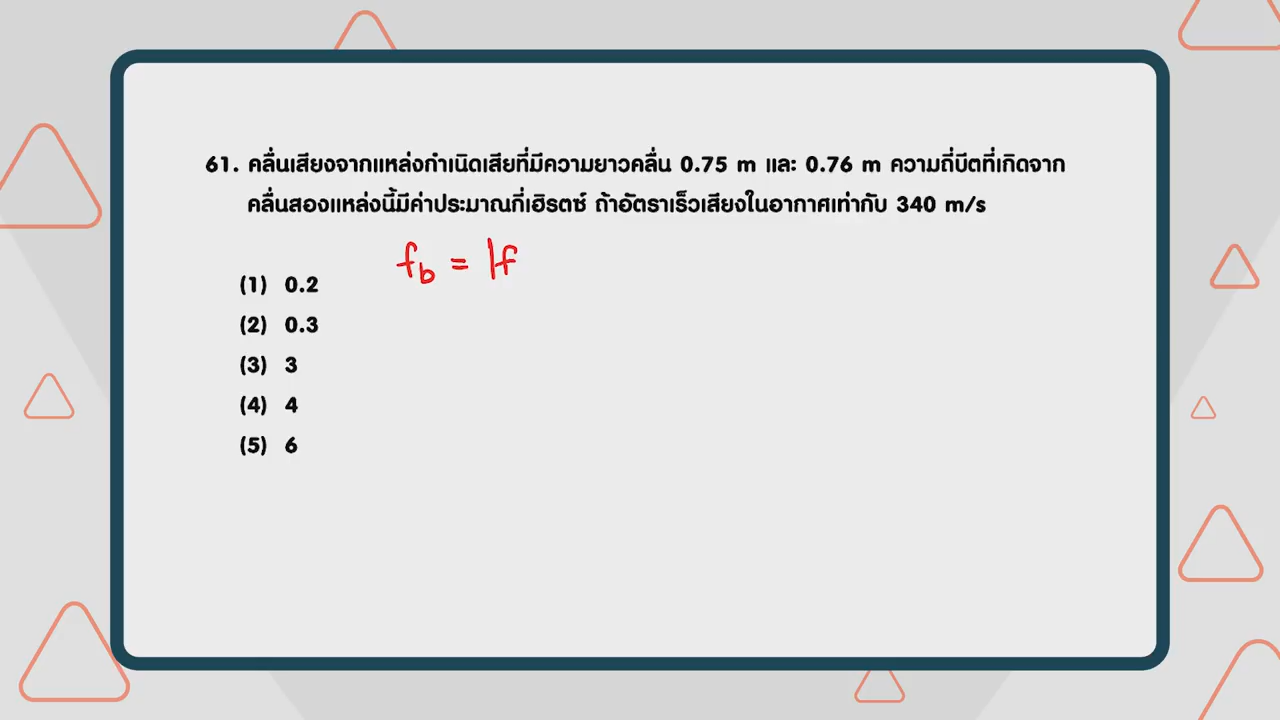 61. คลื่นเสียงจากแหล่งกำเนิดเสียที่มีความยาวคลื่น 0.75 m และ 0.76 m ความถี่บีตที่เกิดจาก
คลื่นสองแหล่งนี้มีค่าประมาณกี่เฮิรตซ์ ถ้าอัตราเร็วเสียงในอากาศเท่ากับ 340 m/s
f_b = |f
(1) 0.2
(2) 0.3
(3) 3
(4) 4
(5) 6